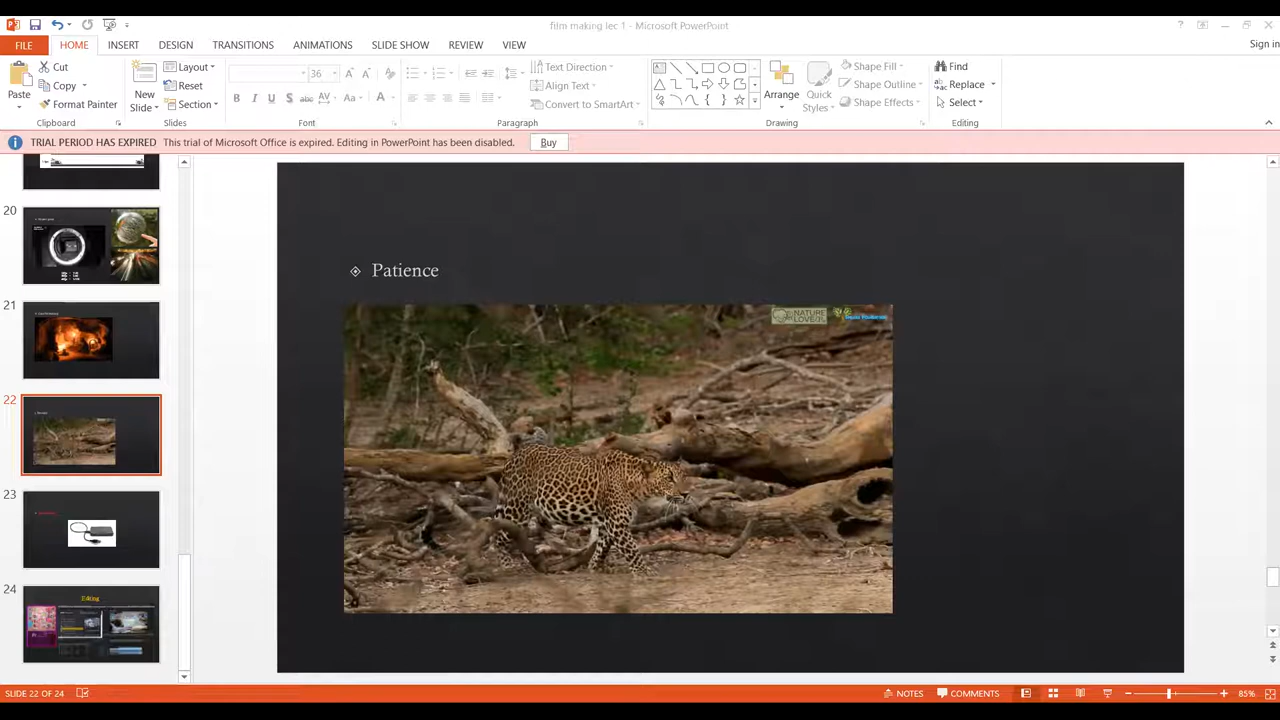 film making lec 1 - Microsoft PowerPoint
?
FILE
HOME
INSERT
DESIGN
TRANSITIONS
ANIMATIONS
SLIDE SHOW
REVIEW
VIEW
Sign in
Paste
Cut
Copy
Format Painter
Clipboard
New
Slide
Layout
Reset
Section
Slides
36
B I U S abc AV Aa A
Font
Text Direction
Align Text
Convert to SmartArt
Paragraph
Arrange
Quick
Styles
Shape Fill
Shape Outline
Shape Effects
Drawing
Find
Replace
Select
Editing
TRIAL PERIOD HAS EXPIRED This trial of Microsoft Office is expired. Editing in PowerPoint has been disabled. Buy
20
21
22
23
24
Editing
Patience
NATURE
LOVE
SLIDE 22 OF 24
NOTES
COMMENTS
85%